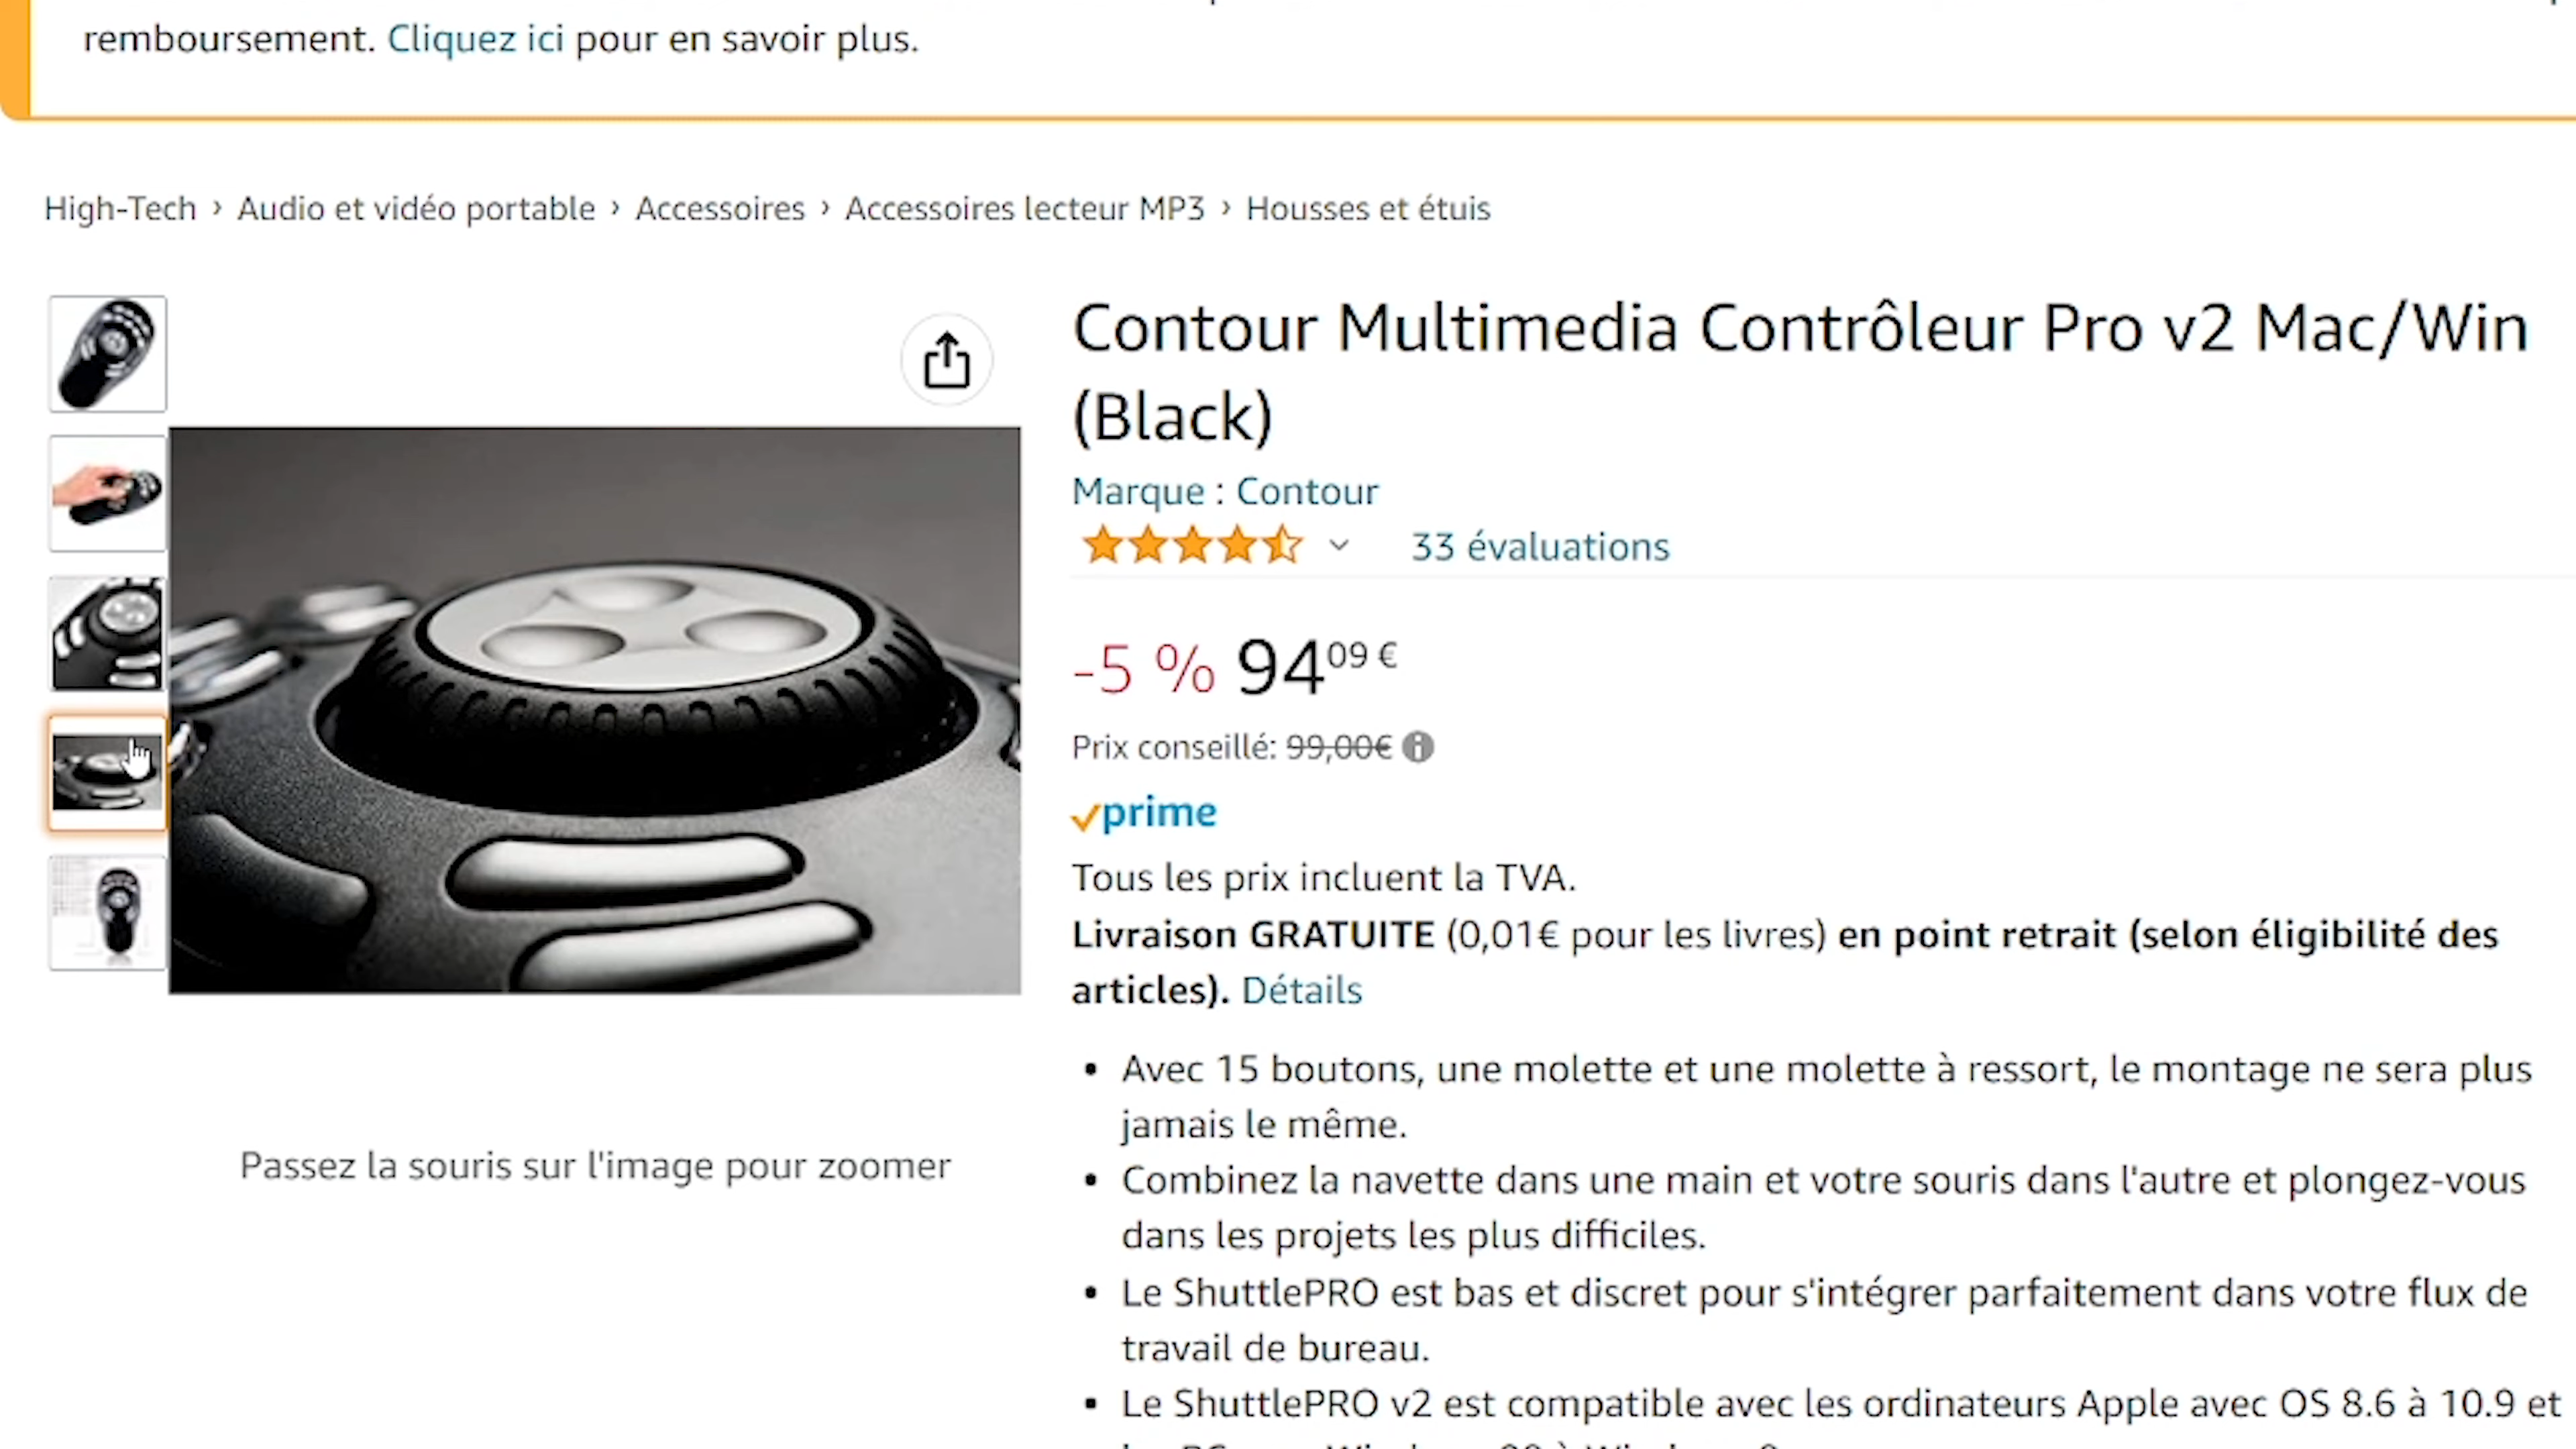 remboursement. Cliquez ici pour en savoir plus.
High-Tech › Audio et vidéo portable › Accessoires › Accessoires lecteur MP3 › Housses et étuis
Contour Multimedia Contrôleur Pro v2 Mac/Win
(Black)
Marque : Contour
33 évaluations
-5 % 9409 €
Prix conseillé: 99,00€
prime
Tous les prix incluent la TVA.
Livraison GRATUITE (0,01€ pour les livres) en point retrait (selon éligibilité des
articles). Détails
• Avec 15 boutons, une molette et une molette à ressort, le montage ne sera plus
jamais le même.
• Combinez la navette dans une main et votre souris dans l'autre et plongez-vous
dans les projets les plus difficiles.
• Le ShuttlePRO est bas et discret pour s'intégrer parfaitement dans votre flux de
travail de bureau.
• Le ShuttlePRO v2 est compatible avec les ordinateurs Apple avec OS 8.6 à 10.9 et
Passez la souris sur l'image pour zoomer